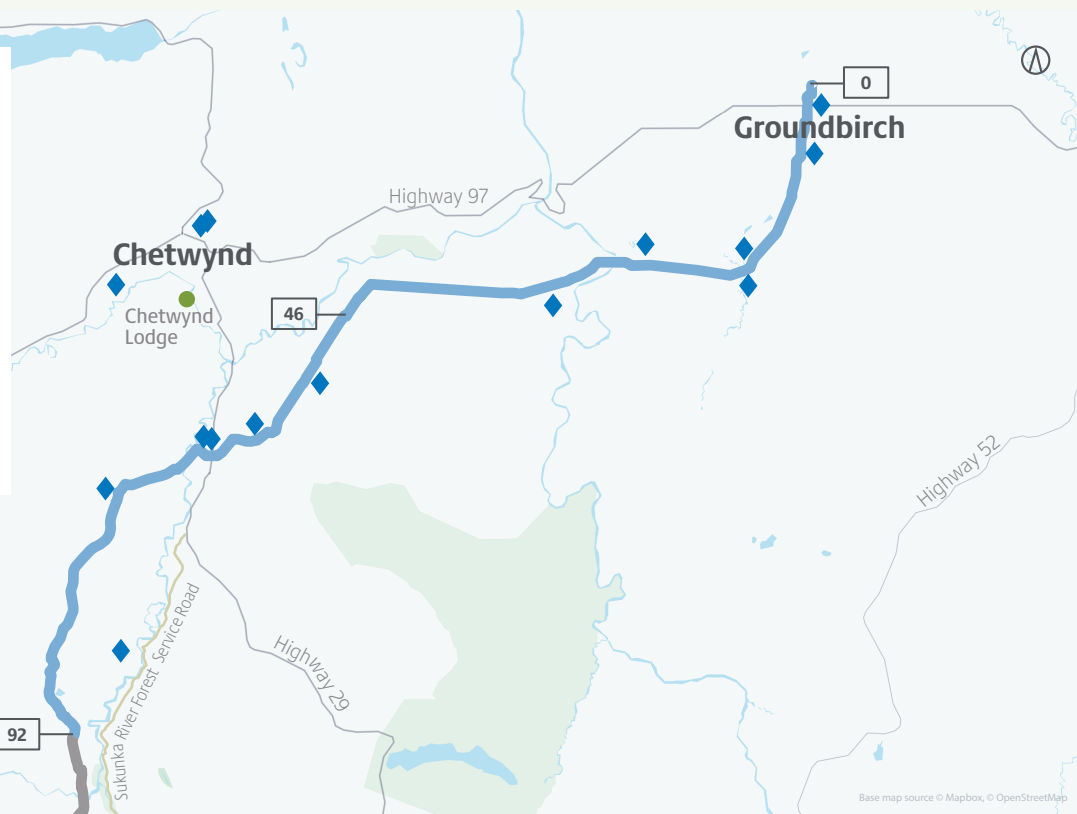 0
Groundbirch
Highway 97
Chetwynd
46
Chetwynd
Lodge
Highway 52
Sukunka River Forest Service Road
Highway 29
92
Base map source © Mapbox, © OpenStreetMap